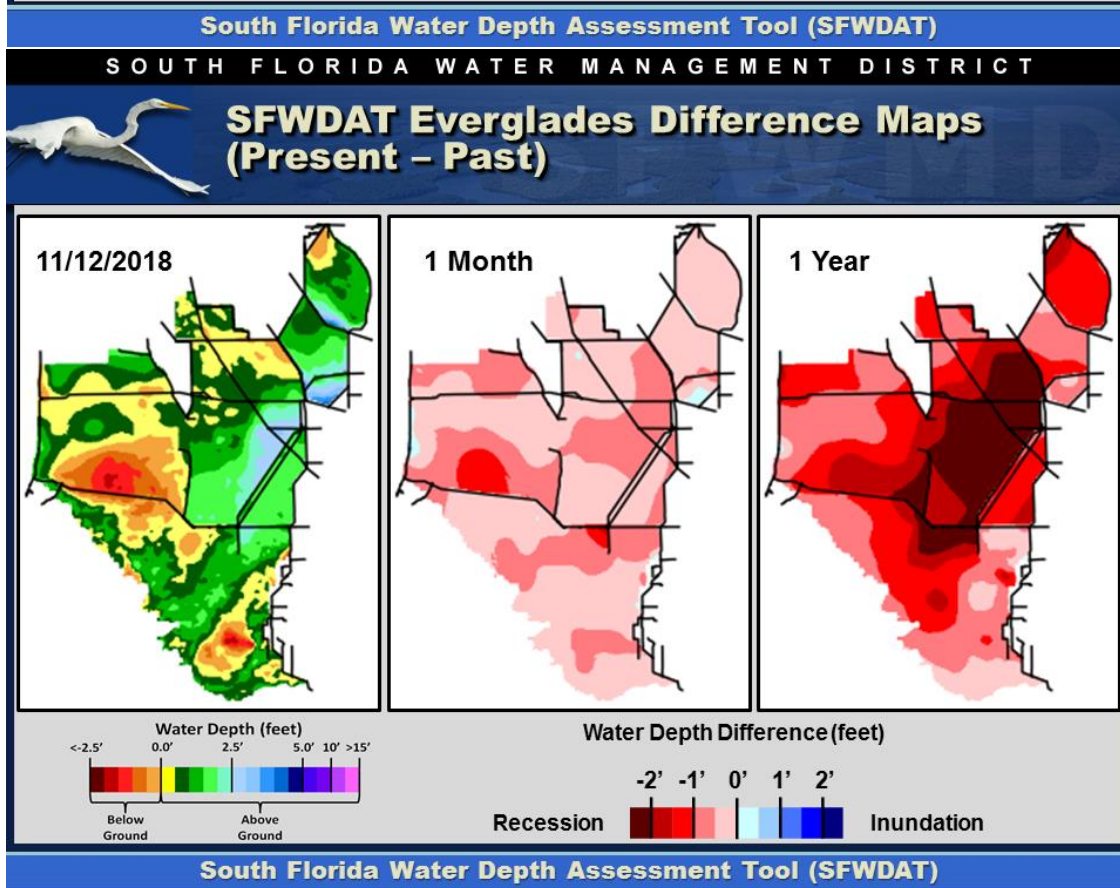 South Florida Water Depth Assessment Tool (SFWDAT)
SOUTH FLORIDA WATER MANAGEMENT DISTRICT
SFWDAT Everglades Difference Maps
(Present – Past)
SFWMD
11/12/2018
1 Month
1 Year
Water Depth (feet)
<-2.5' 0.0' 2.5' 5.0' 10' >15'
Below Ground
Above Ground
Water Depth Difference (feet)
-2' -1' 0' 1' 2'
Recession
Inundation
South Florida Water Depth Assessment Tool (SFWDAT)